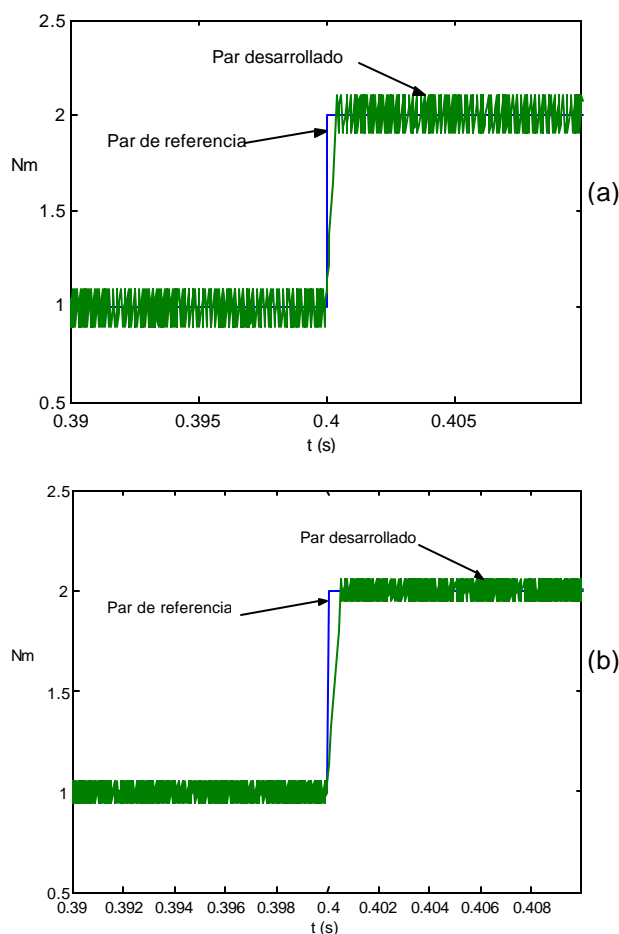 2.5
Par desarrollado
2
Par de referencia
Nm
(a)
1.5
1
0.5
0.39
0.395
0.4
0.405
t (s)
2.5
Par desarrollado
2
Par de referencia
Nm
(b)
1.5
1
0.5
0.39 0.392 0.394 0.396 0.398 0.4 0.402 0.404 0.406 0.408
t (s)